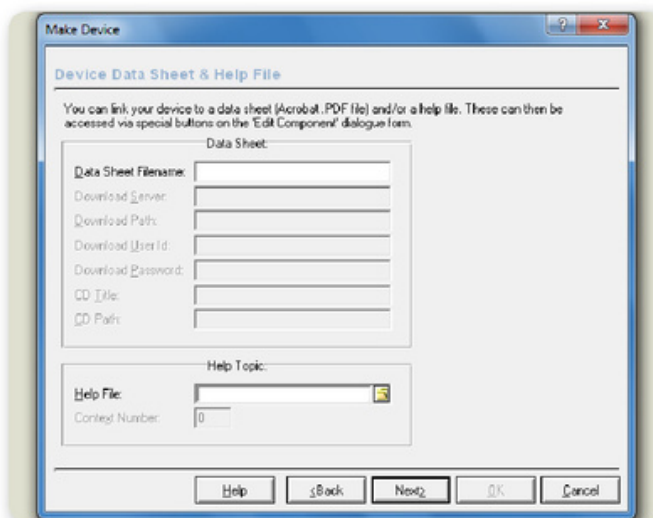 Make Device
Device Data Sheet & Help File
You can link your device to a data sheet (Acrobat .PDF file) and/or a help file. These can then be
accessed via special buttons on the 'Edit Component' dialogue form.
Data Sheet:
Data Sheet Filename:
Download Server:
Download Path:
Download User Id:
Download Password:
CD Title:
CD Path:
Help Topic:
Help File:
Context Number: 0
Help <Back Next> OK Cancel